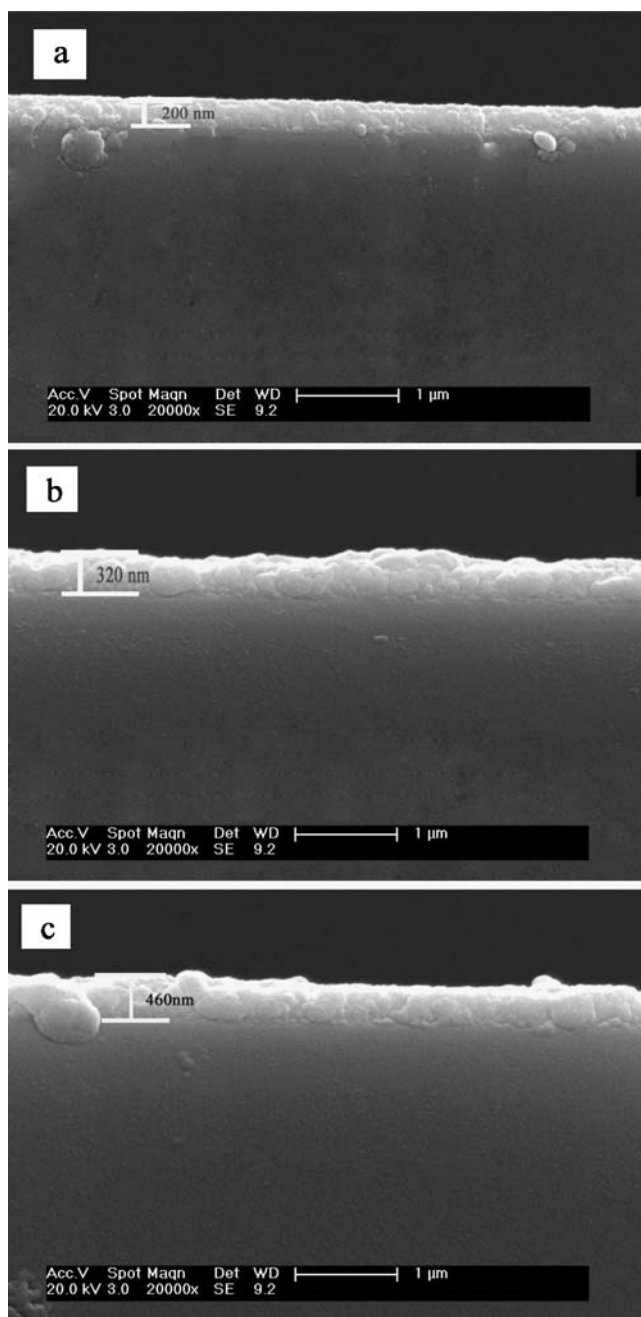 a
200 nm
Acc.V Spot Magn Det WD 1 µm
20.0 kV 3.0 20000x SE 9.2
b
320 nm
Acc.V Spot Magn Det WD 1 µm
20.0 kV 3.0 20000x SE 9.2
c
460nm
Acc.V Spot Magn Det WD 1 µm
20.0 kV 3.0 20000x SE 9.2